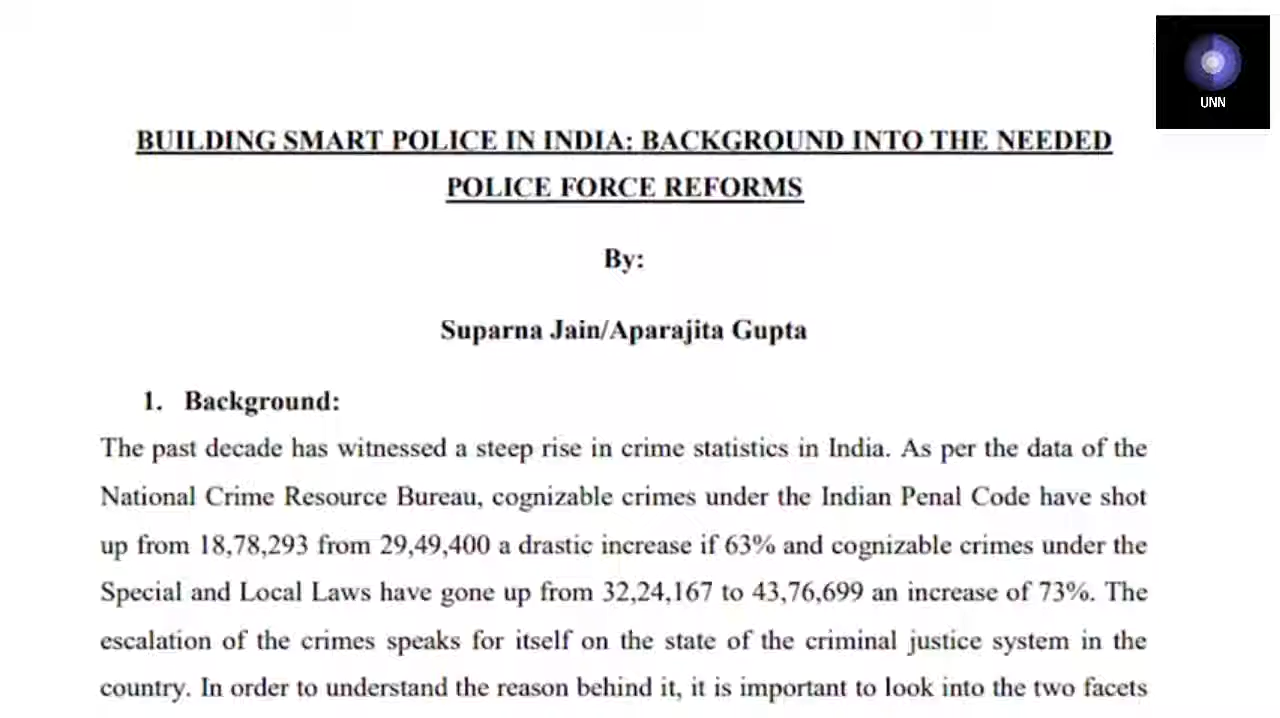 UNN
BUILDING SMART POLICE IN INDIA: BACKGROUND INTO THE NEEDED
POLICE FORCE REFORMS
By:
Suparna Jain/Aparajita Gupta
1. Background:
The past decade has witnessed a steep rise in crime statistics in India. As per the data of the
National Crime Resource Bureau, cognizable crimes under the Indian Penal Code have shot
up from 18,78,293 from 29,49,400 a drastic increase if 63% and cognizable crimes under the
Special and Local Laws have gone up from 32,24,167 to 43,76,699 an increase of 73%. The
escalation of the crimes speaks for itself on the state of the criminal justice system in the
country. In order to understand the reason behind it, it is important to look into the two facets